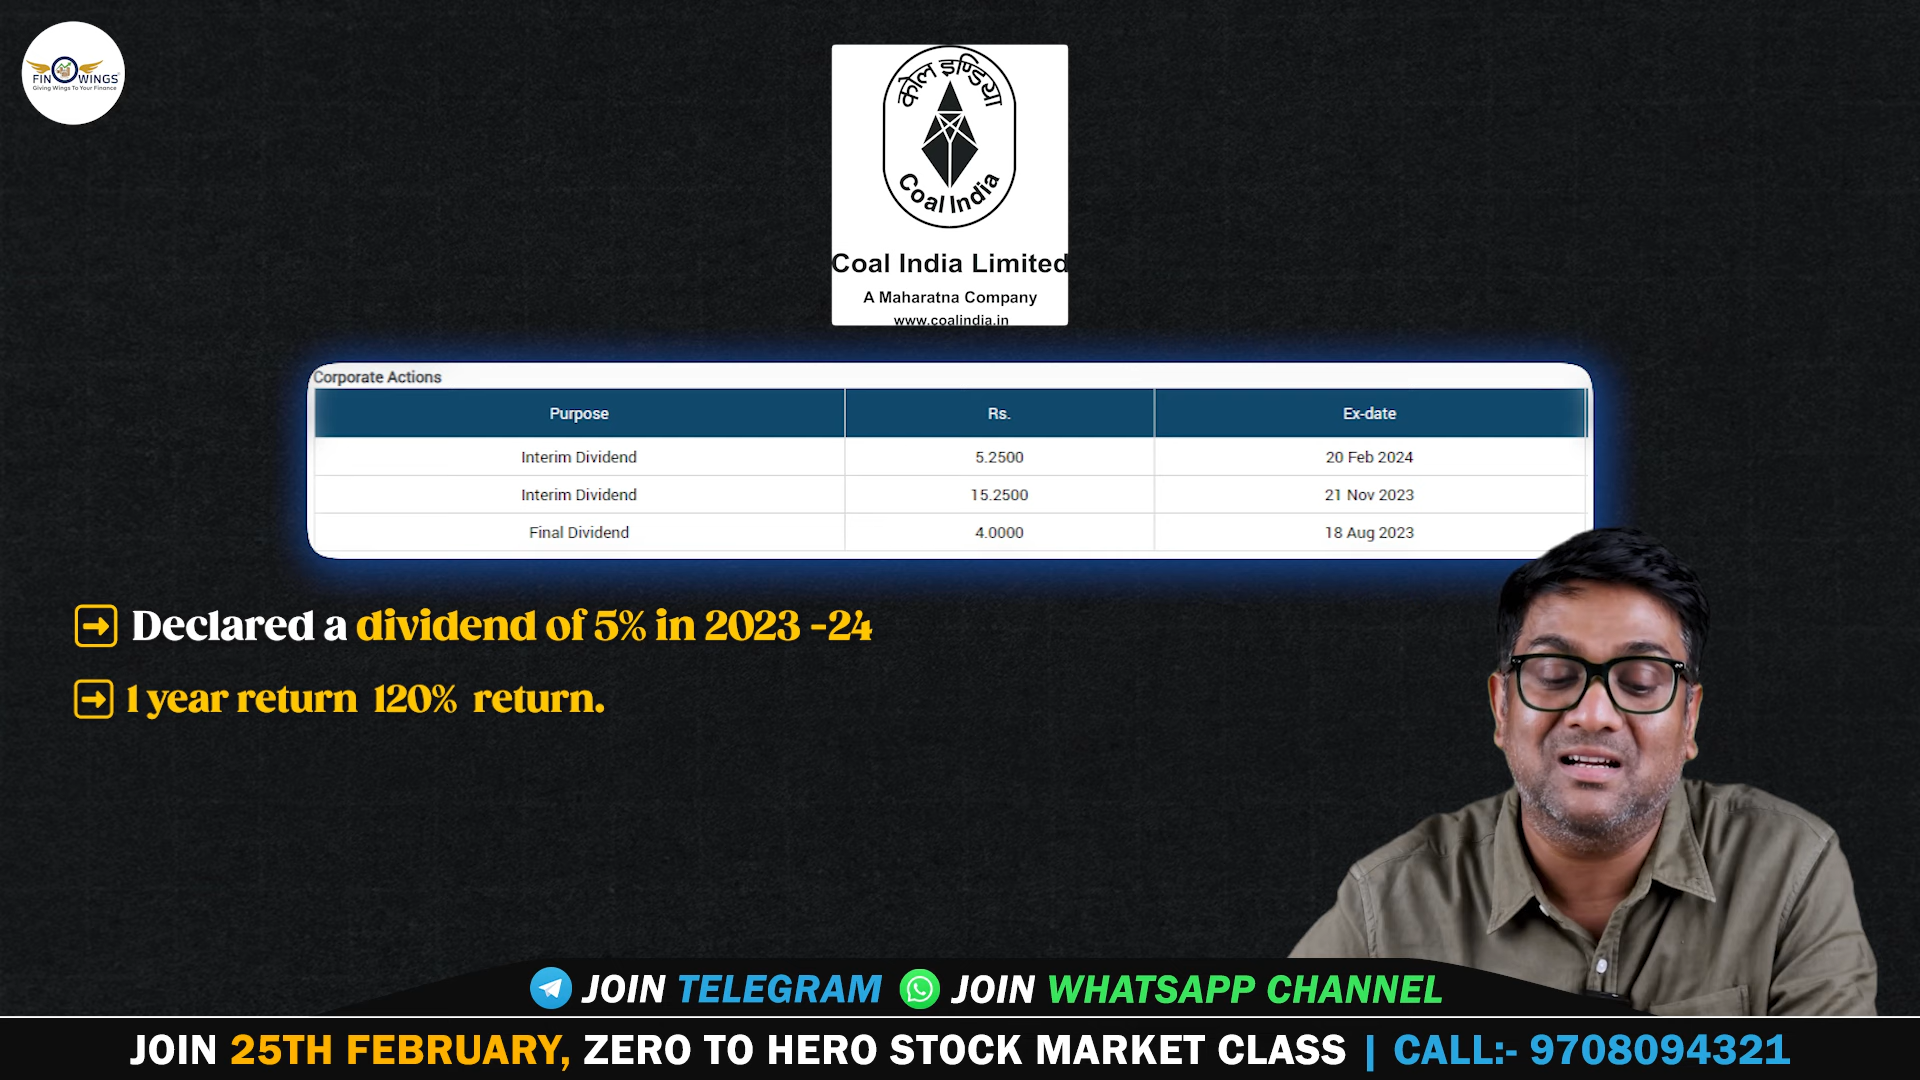 FINOWINGS
Giving Wings To Your Finance
कोल इण्डिया
Coal India
Coal India Limited
A Maharatna Company
www.coalindia.in
Corporate Actions
Purpose Rs. Ex-date
Interim Dividend 5.2500 20 Feb 2024
Interim Dividend 15.2500 21 Nov 2023
Final Dividend 4.0000 18 Aug 2023
Declared a dividend of 5% in 2023 -24
1 year return 120% return.
JOIN TELEGRAM JOIN WHATSAPP CHANNEL
JOIN 25TH FEBRUARY, ZERO TO HERO STOCK MARKET CLASS | CALL:- 9708094321